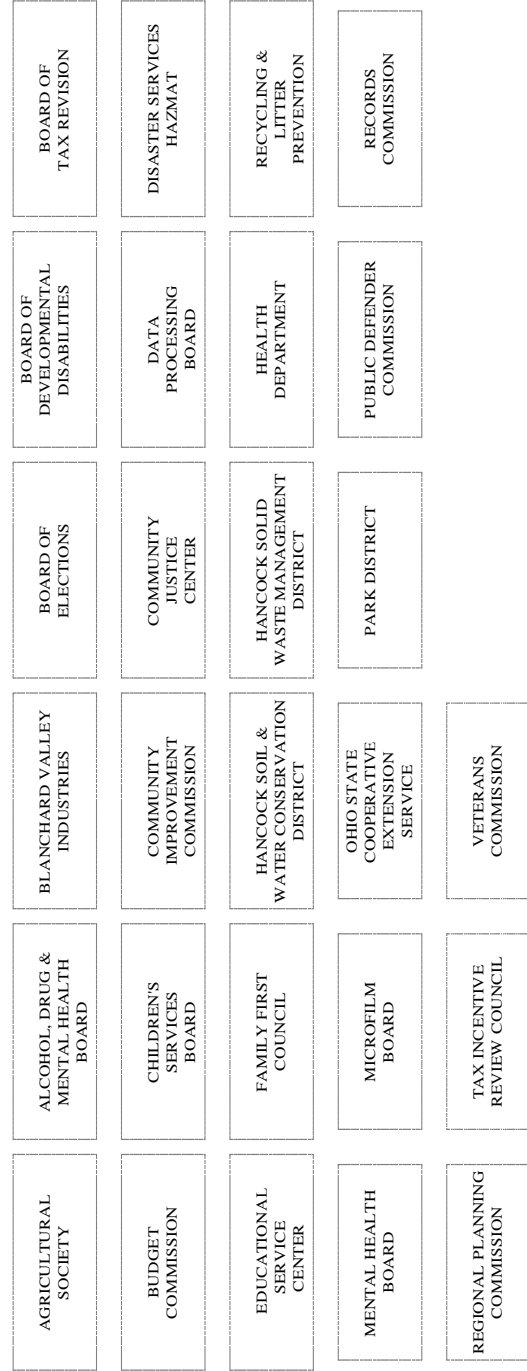 AGRICULTURAL
SOCIETY
ALCOHOL, DRUG &
MENTAL HEALTH
BOARD
BLANCHARD VALLEY
INDUSTRIES
BOARD OF
ELECTIONS
BOARD OF
DEVELOPMENTAL
DISABILITIES
BOARD OF
TAX REVISION
BUDGET
COMMISSION
CHILDREN'S
SERVICES
BOARD
COMMUNITY
IMPROVEMENT
COMMISSION
COMMUNITY
JUSTICE
CENTER
DATA
PROCESSING
BOARD
DISASTER SERVICES
HAZMAT
EDUCATIONAL
SERVICE
CENTER
FAMILY FIRST
COUNCIL
HANCOCK SOIL &
WATER CONSERVATION
DISTRICT
HANCOCK SOLID
WASTE MANAGEMENT
DISTRICT
HEALTH
DEPARTMENT
RECYCLING &
LITTER
PREVENTION
MENTAL HEALTH
BOARD
MICROFILM
BOARD
OHIO STATE
COOPERATIVE
EXTENSION
SERVICE
PARK DISTRICT
PUBLIC DEFENDER
COMMISSION
RECORDS
COMMISSION
REGIONAL PLANNING
COMMISSION
TAX INCENTIVE
REVIEW COUNCIL
VETERANS
COMMISSION